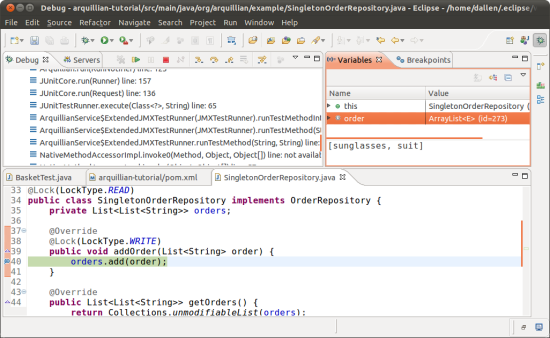 Debug - arquillian-tutorial/src/main/java/org/arquillian/example/SingletonOrderRepository.java - Eclipse - /home/dallen/.eclipse/
File Edit Source Refactor Navigate Search Project Run Window Help
Debug Servers
JUnitCore.run(Runner) line: 157
JUnitCore.run(Request) line: 136
JUnitTestRunner.execute(Class<?>, String) line: 65
ArquillianService$ExtendedJMXTestRunner(JMXTestRunner).runTestMethodIn
ArquillianService$ExtendedJMXTestRunner(JMXTestRunner).runTestMethod(St
ArquillianService$ExtendedJMXTestRunner.runTestMethod(String, String) line:
NativeMethodAccessorImpl.invoke0(Method, Object, Object[]) line: not availab
Variables Breakpoints
Name Value
this SingletonOrderRepository (
order ArrayList<E> (id=273)
[sunglasses, suit]
BasketTest.java arquillian-tutorial/pom.xml SingletonOrderRepository.java
33 @Lock(LockType.READ)
34 public class SingletonOrderRepository implements OrderRepository {
35 private List<List<String>> orders;
36
37 @Override
38 @Lock(LockType.WRITE)
39 public void addOrder(List<String> order) {
40 orders.add(order);
41 }
42
43 @Override
44 public List<List<String>> getOrders() {
return Collections.unmodifiableList(orders);